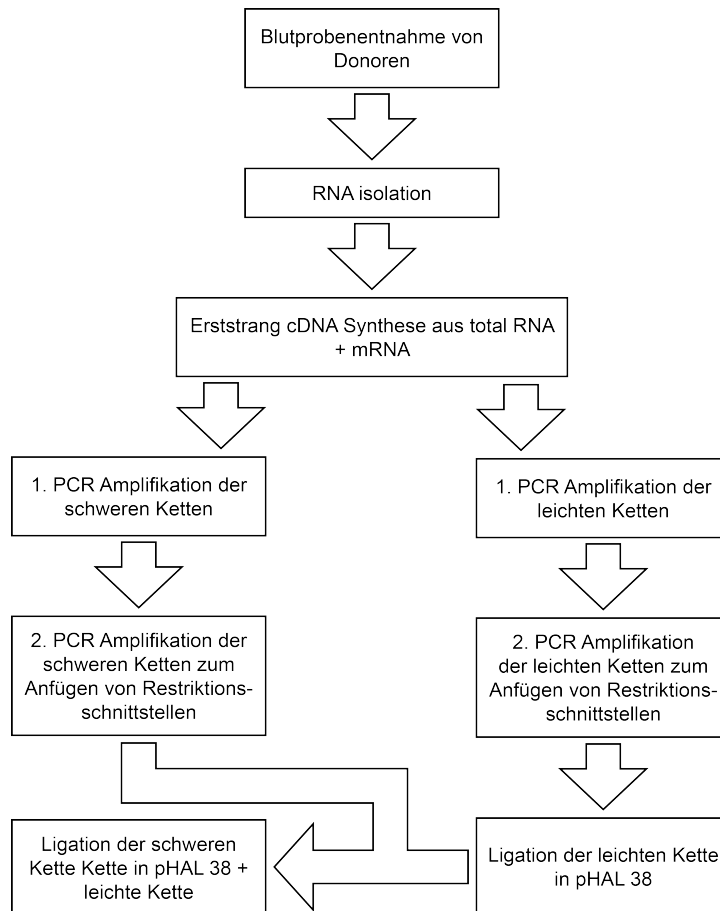 Blutprobenentnahme von
Donoren
RNA isolation
Erststrang cDNA Synthese aus total RNA
+ mRNA
1. PCR Amplifikation der
schweren Ketten
1. PCR Amplifikation der
leichten Ketten
2. PCR Amplifikation der
schweren Ketten zum
Anfügen von Restriktions-
schnittstellen
2. PCR Amplifikation
der leichten Ketten zum
Anfügen von Restriktions-
schnittstellen
Ligation der schweren
Kette Kette in pHAL 38 +
leichte Kette
Ligation der leichten Kette
in pHAL 38